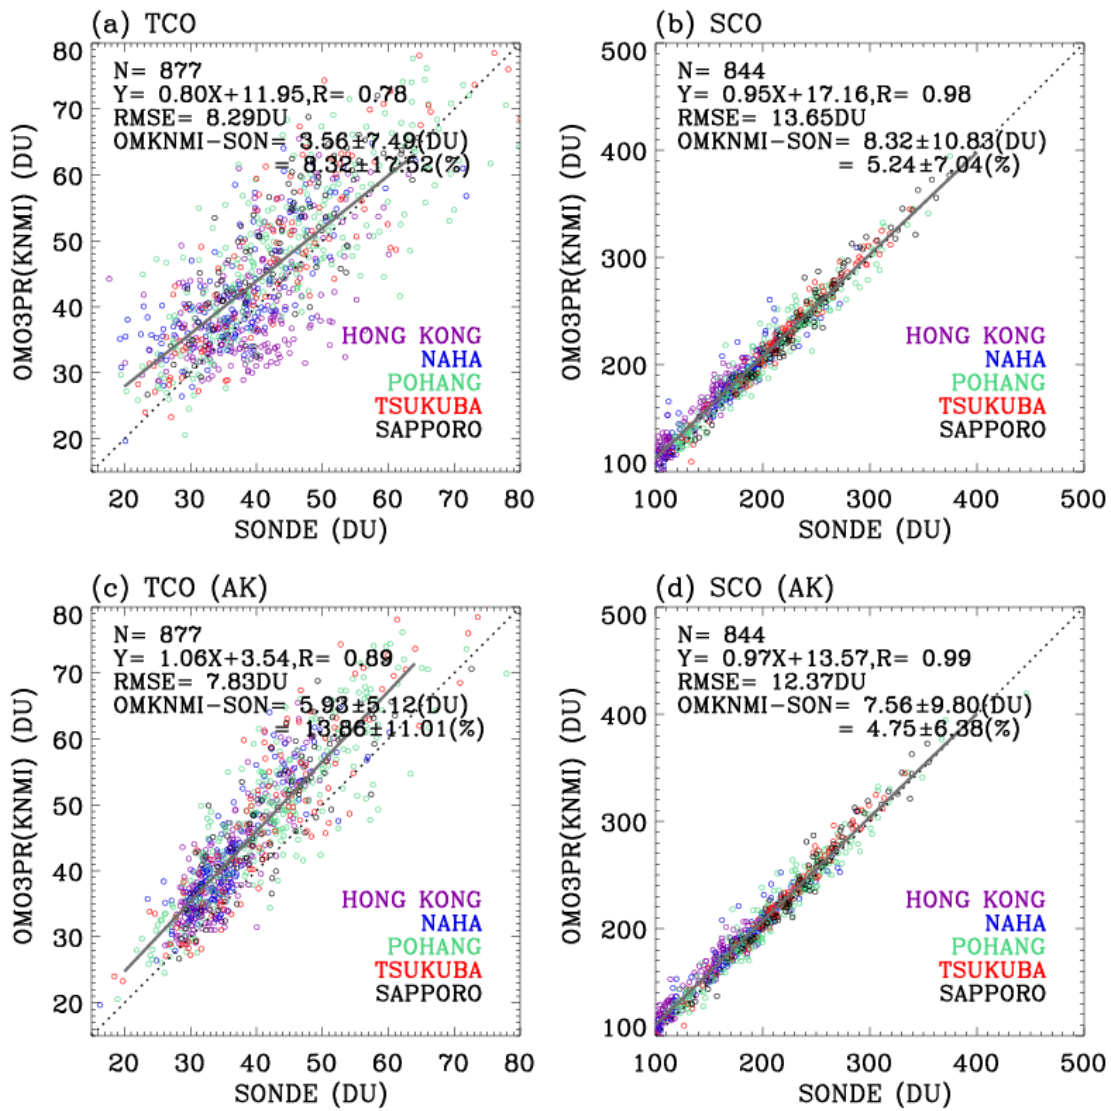 (a) TCO
80
70
60
50
40
30
20
N= 877
Y= 0.80X+11.95,R= 0.78
RMSE= 8.29DU
OMKNMI-SON= 3.56±7.49(DU)
= 8.32±17.52(%)
HONG KONG
NAHA
POHANG
TSUKUBA
SAPPORO
20 30 40 50 60 70 80
SONDE (DU)
OMO3PR(KNMI) (DU)
(b) SCO
500
400
300
200
100
N= 844
Y= 0.95X+17.16,R= 0.98
RMSE= 13.65DU
OMKNMI-SON= 8.32±10.83(DU)
= 5.24±7.04(%)
HONG KONG
NAHA
POHANG
TSUKUBA
SAPPORO
100 200 300 400 500
SONDE (DU)
OMO3PR(KNMI) (DU)
(c) TCO (AK)
80
70
60
50
40
30
20
N= 877
Y= 1.06X+3.54,R= 0.89
RMSE= 7.83DU
OMKNMI-SON= 5.93±5.12(DU)
= 13.86±11.01(%)
HONG KONG
NAHA
POHANG
TSUKUBA
SAPPORO
20 30 40 50 60 70 80
SONDE (DU)
OMO3PR(KNMI) (DU)
(d) SCO (AK)
500
400
300
200
100
N= 844
Y= 0.97X+13.57,R= 0.99
RMSE= 12.37DU
OMKNMI-SON= 7.56±9.80(DU)
= 4.75±6.38(%)
HONG KONG
NAHA
POHANG
TSUKUBA
SAPPORO
100 200 300 400 500
SONDE (DU)
OMO3PR(KNMI) (DU)